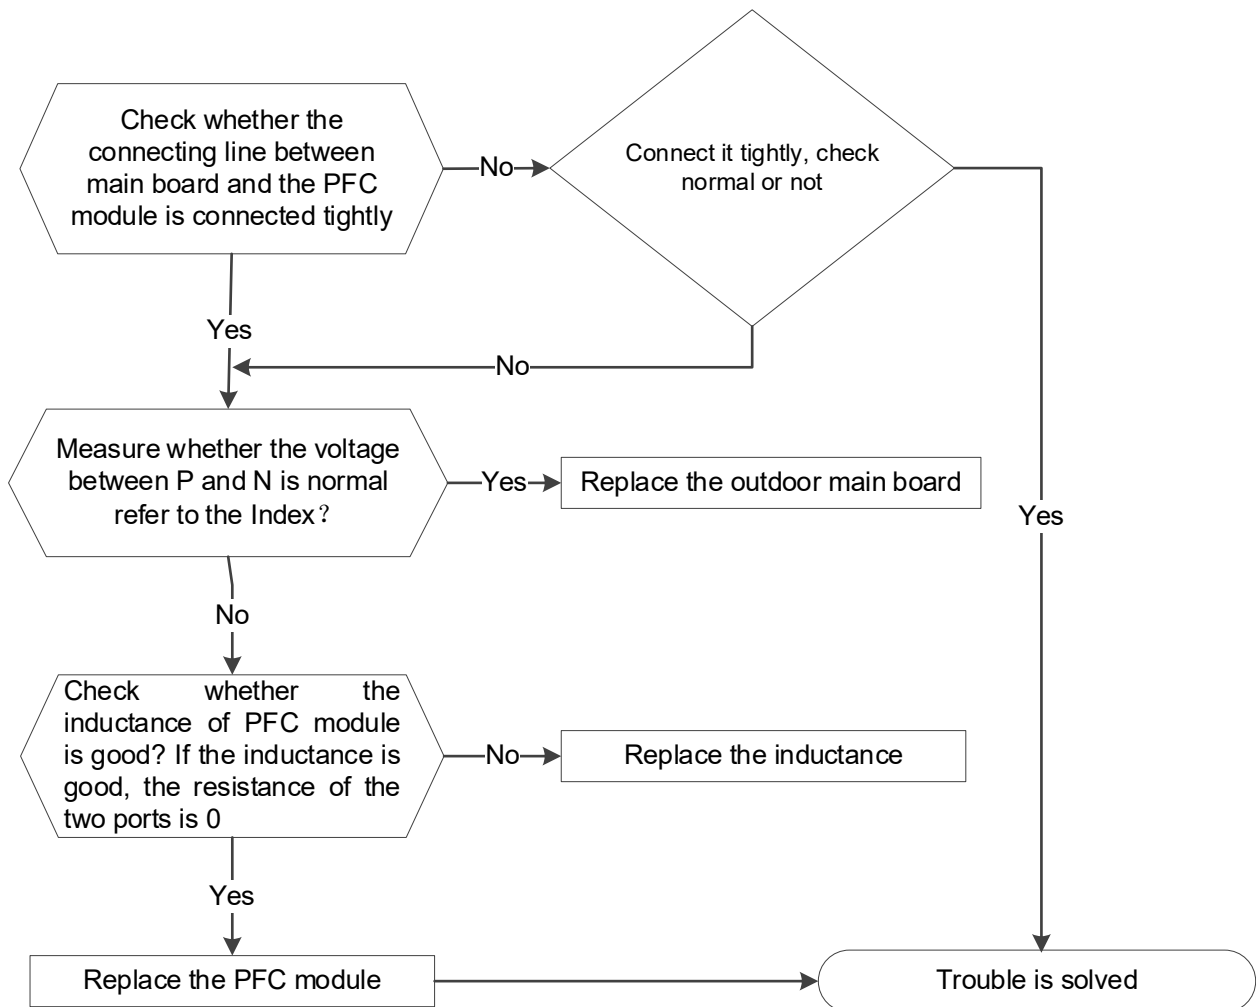 Check whether the
connecting line between
main board and the PFC
module is connected tightly
No
Connect it tightly, check
normal or not
Yes
No
Measure whether the voltage
between P and N is normal
refer to the Index？
Yes
Replace the outdoor main board
Yes
No
Check whether the
inductance of PFC module
is good? If the inductance is
good, the resistance of the
two ports is 0
No
Replace the inductance
Yes
Replace the PFC module
Trouble is solved